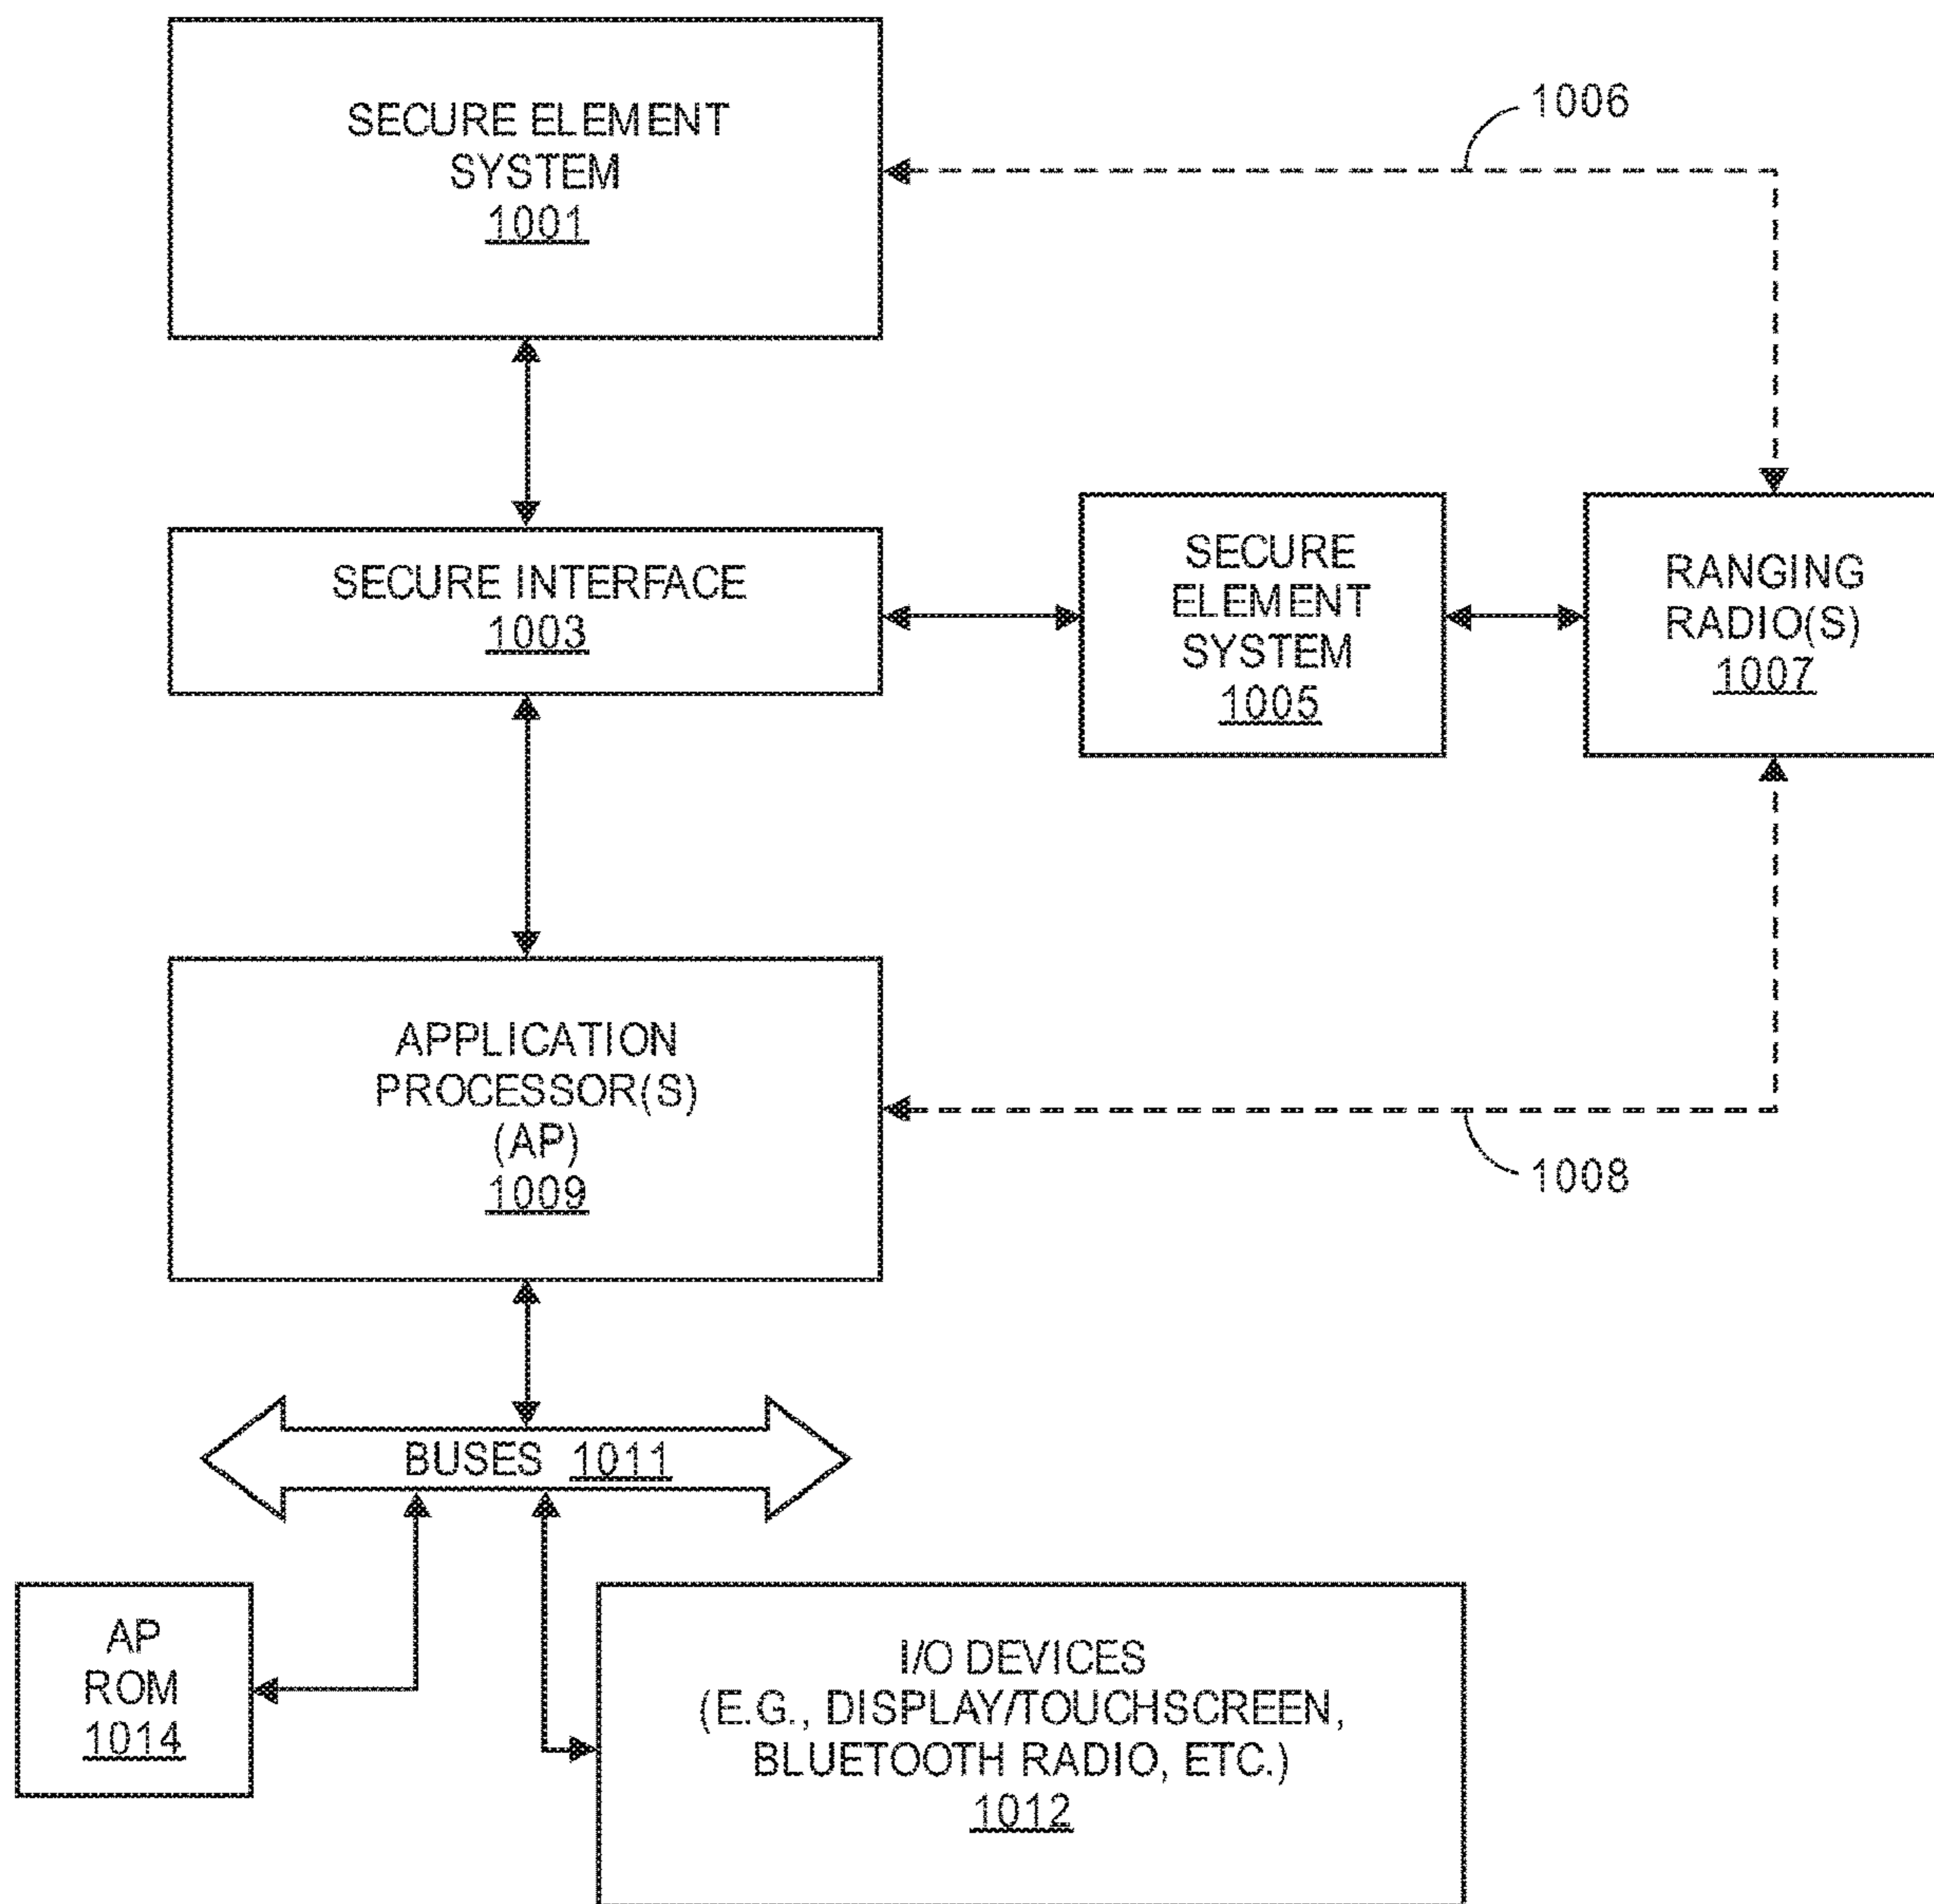 SECURE ELEMENT
SYSTEM
1001
1006
SECURE INTERFACE
1003
SECURE
ELEMENT
SYSTEM
1005
RANGING
RADIO(S)
1007
APPLICATION
PROCESSOR(S)
(AP)
1009
1008
BUSES 1011
AP
ROM
1014
I/O DEVICES
(E.G., DISPLAY/TOUCHSCREEN,
BLUETOOTH RADIO, ETC.)
1012